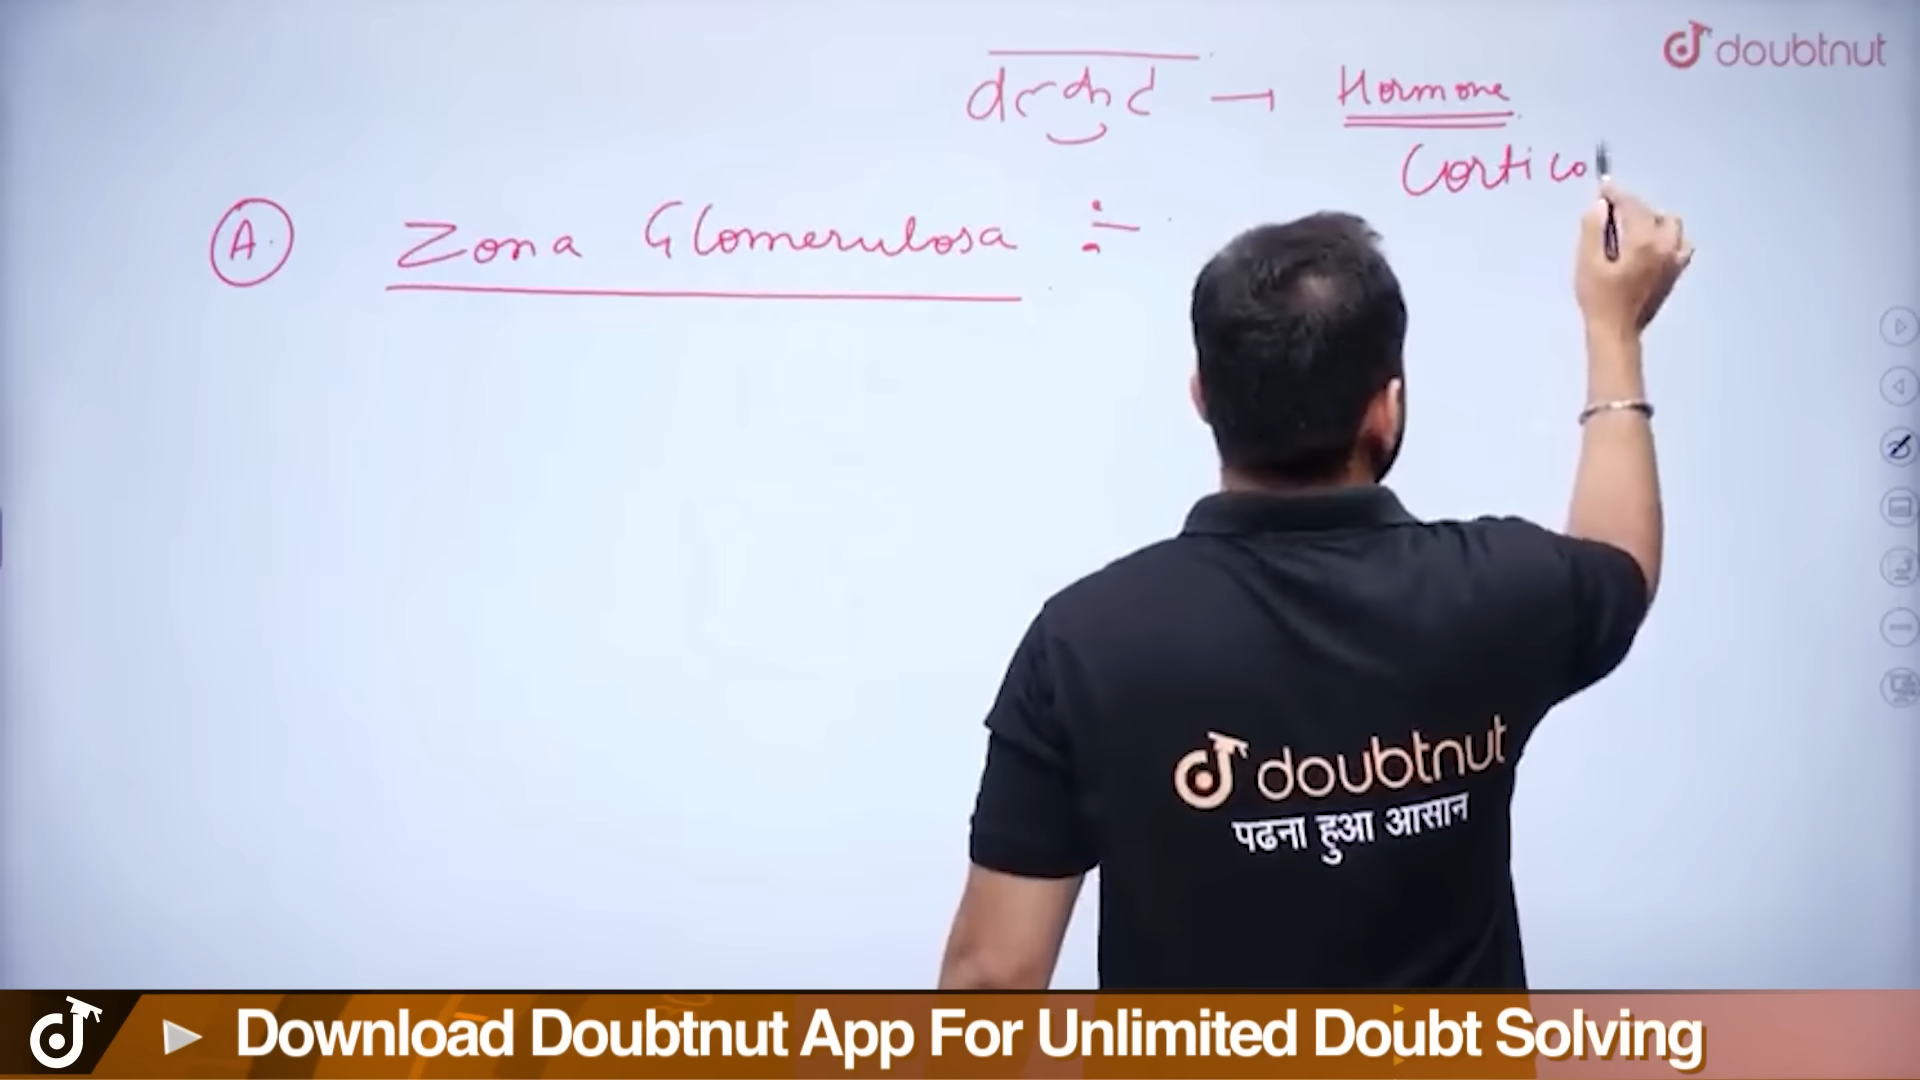 doubtnut
Hormone
Cortico
A. Zona Glomerulosa :-
doubtnut
पढना हुआ आसान
Download Doubtnut App For Unlimited Doubt Solving